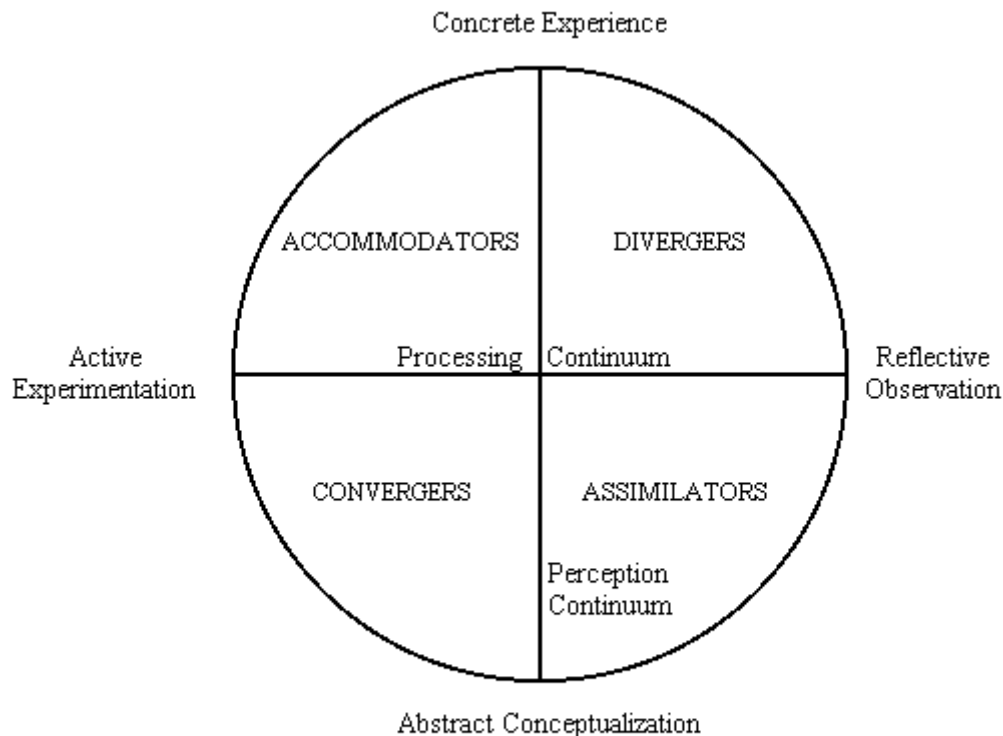 Concrete Experience
ACCOMMODATORS
DIVERGERS
Active
Experimentation
Processing Continuum
Reflective
Observation
CONVERGERS
ASSIMILATORS
Perception
Continuum
Abstract Conceptualization